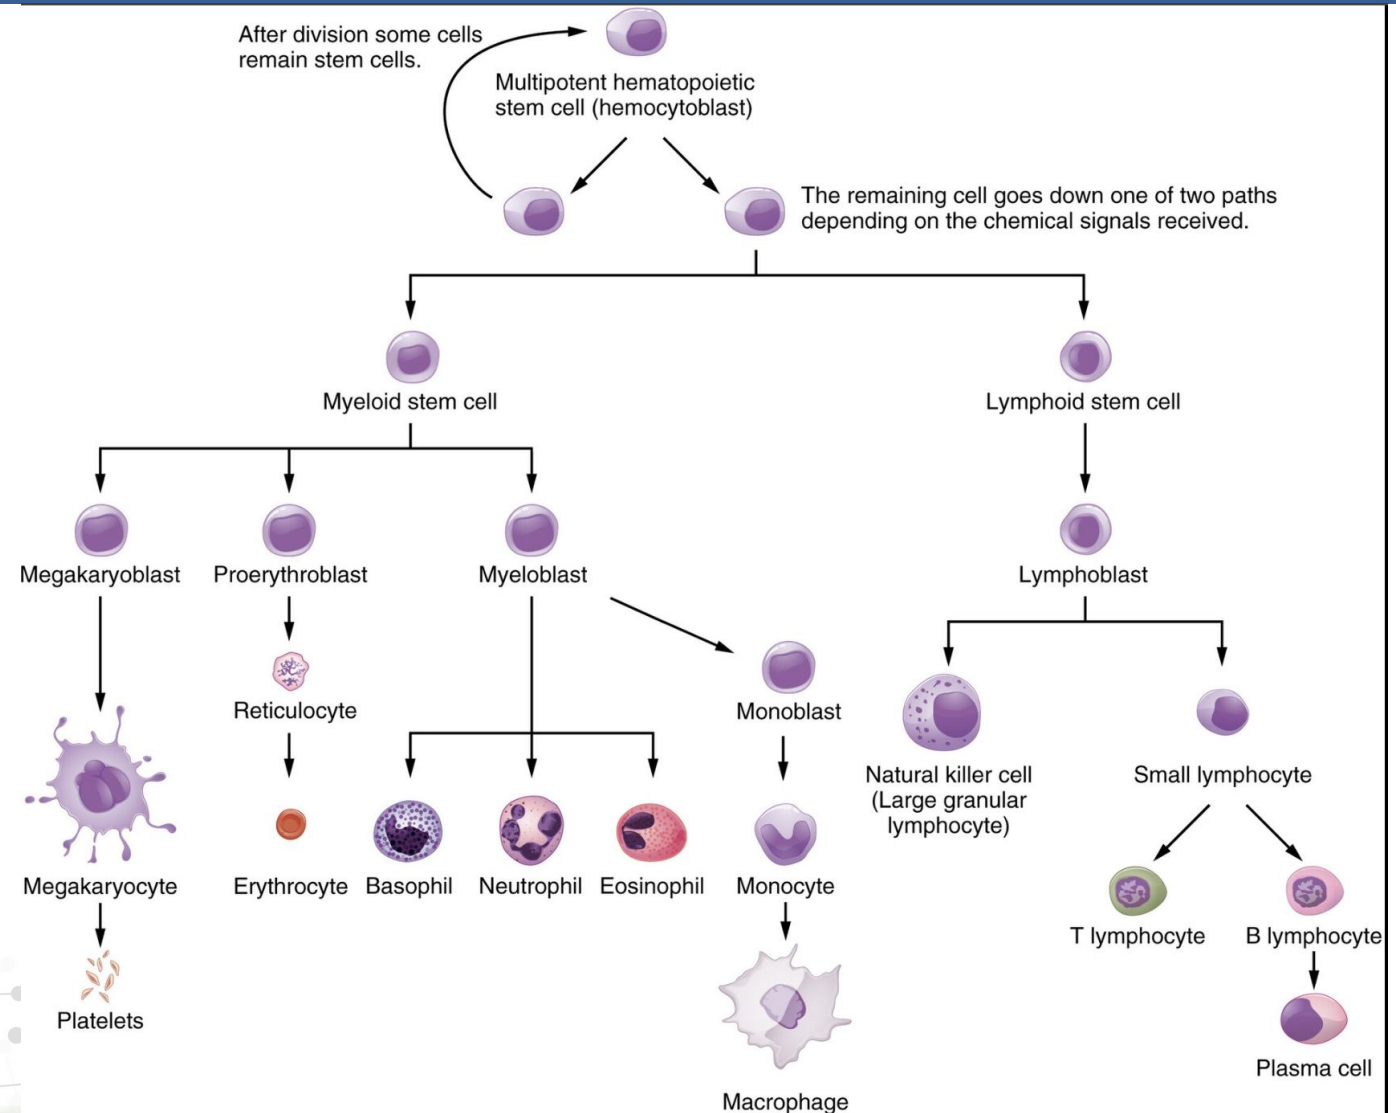 After division some cells
remain stem cells.
Multipotent hematopoietic
stem cell (hemocytoblast)
The remaining cell goes down one of two paths
depending on the chemical signals received.
Myeloid stem cell
Lymphoid stem cell
Megakaryoblast
Proerythroblast
Myeloblast
Lymphoblast
Reticulocyte
Monoblast
Natural killer cell
(Large granular
lymphocyte)
Small lymphocyte
Megakaryocyte
Erythrocyte
Basophil
Neutrophil
Eosinophil
Monocyte
T lymphocyte
B lymphocyte
Platelets
Macrophage
Plasma cell